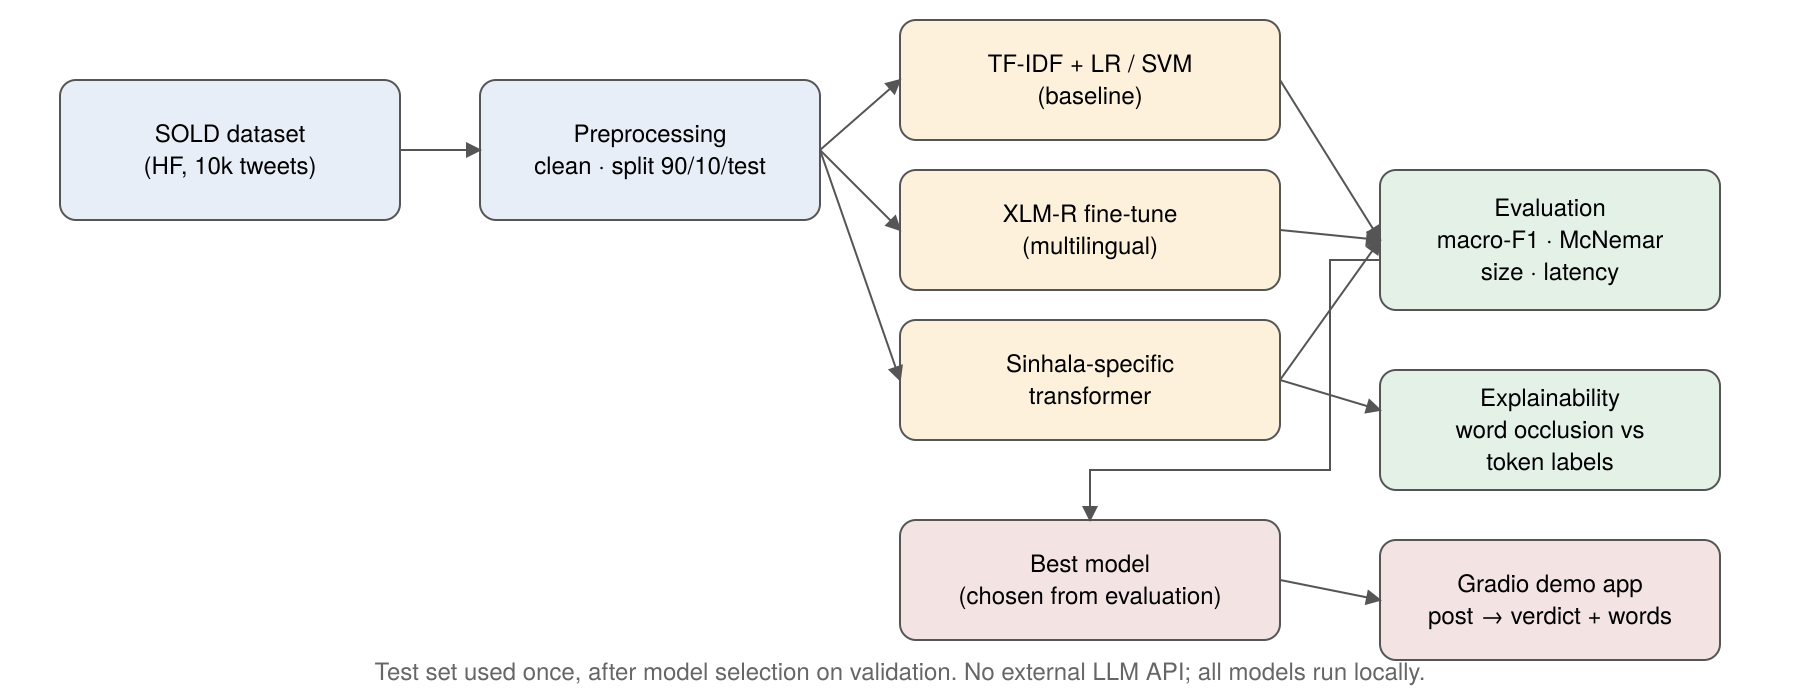 SOLD dataset
(HF, 10k tweets)
Preprocessing
clean · split 90/10/test
TF-IDF + LR / SVM
(baseline)
XLM-R fine-tune
(multilingual)
Sinhala-specific
transformer
Evaluation
macro-F1 · McNemar
size · latency
Explainability
word occlusion vs
token labels
Best model
(chosen from evaluation)
Gradio demo app
post → verdict + words
Test set used once, after model selection on validation. No external LLM API; all models run locally.